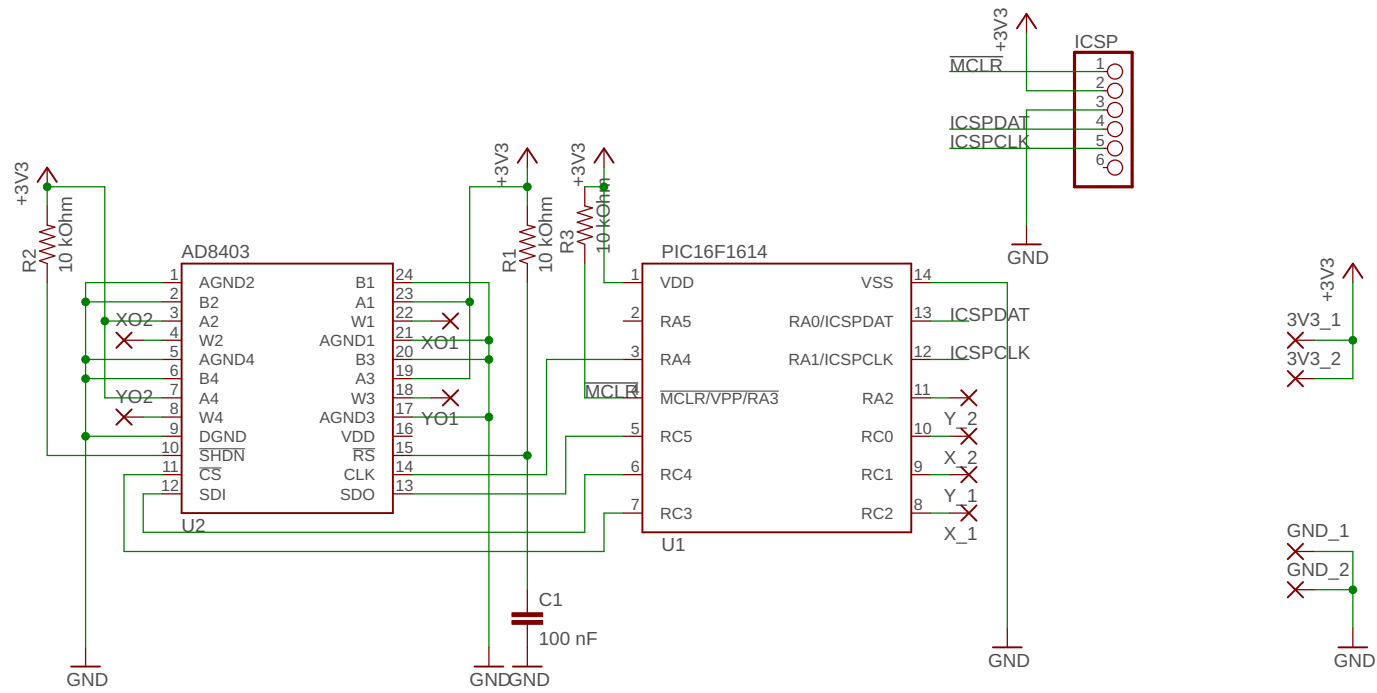 +3V3
ICSP
MCLR
1
2
3
ICSPDAT
4
ICSPCLK
5
6
GND
+3V3
R2
10 kOhm
AD8403
1 AGND2 B1 24
2 B2 A1 23
3 A2 W1 22
4 W2 AGND1 21
5 AGND4 B3 20
6 B4 A3 19
7 A4 W3 18
8 W4 AGND3 17
9 DGND VDD 16
10 SHDN RS 15
11 CS CLK 14
12 SDI SDO 13
U2
XO2
YO2
XO1
YO1
+3V3
R1
10 kOhm
+3V3
R3
10 kOhm
PIC16F1614
1 VDD VSS 14
2 RA5 RA0/ICSPDAT 13 ICSPDAT
3 RA4 RA1/ICSPCLK 12 ICSPCLK
MCLR 4 MCLR/VPP/RA3 RA2 11
5 RC5 RC0 10
6 RC4 RC1 9
7 RC3 RC2 8
U1
Y_2
X_2
Y_1
X_1
C1
100 nF
GND
GND
GND
GND
+3V3
3V3_1
3V3_2
GND_1
GND_2
GND